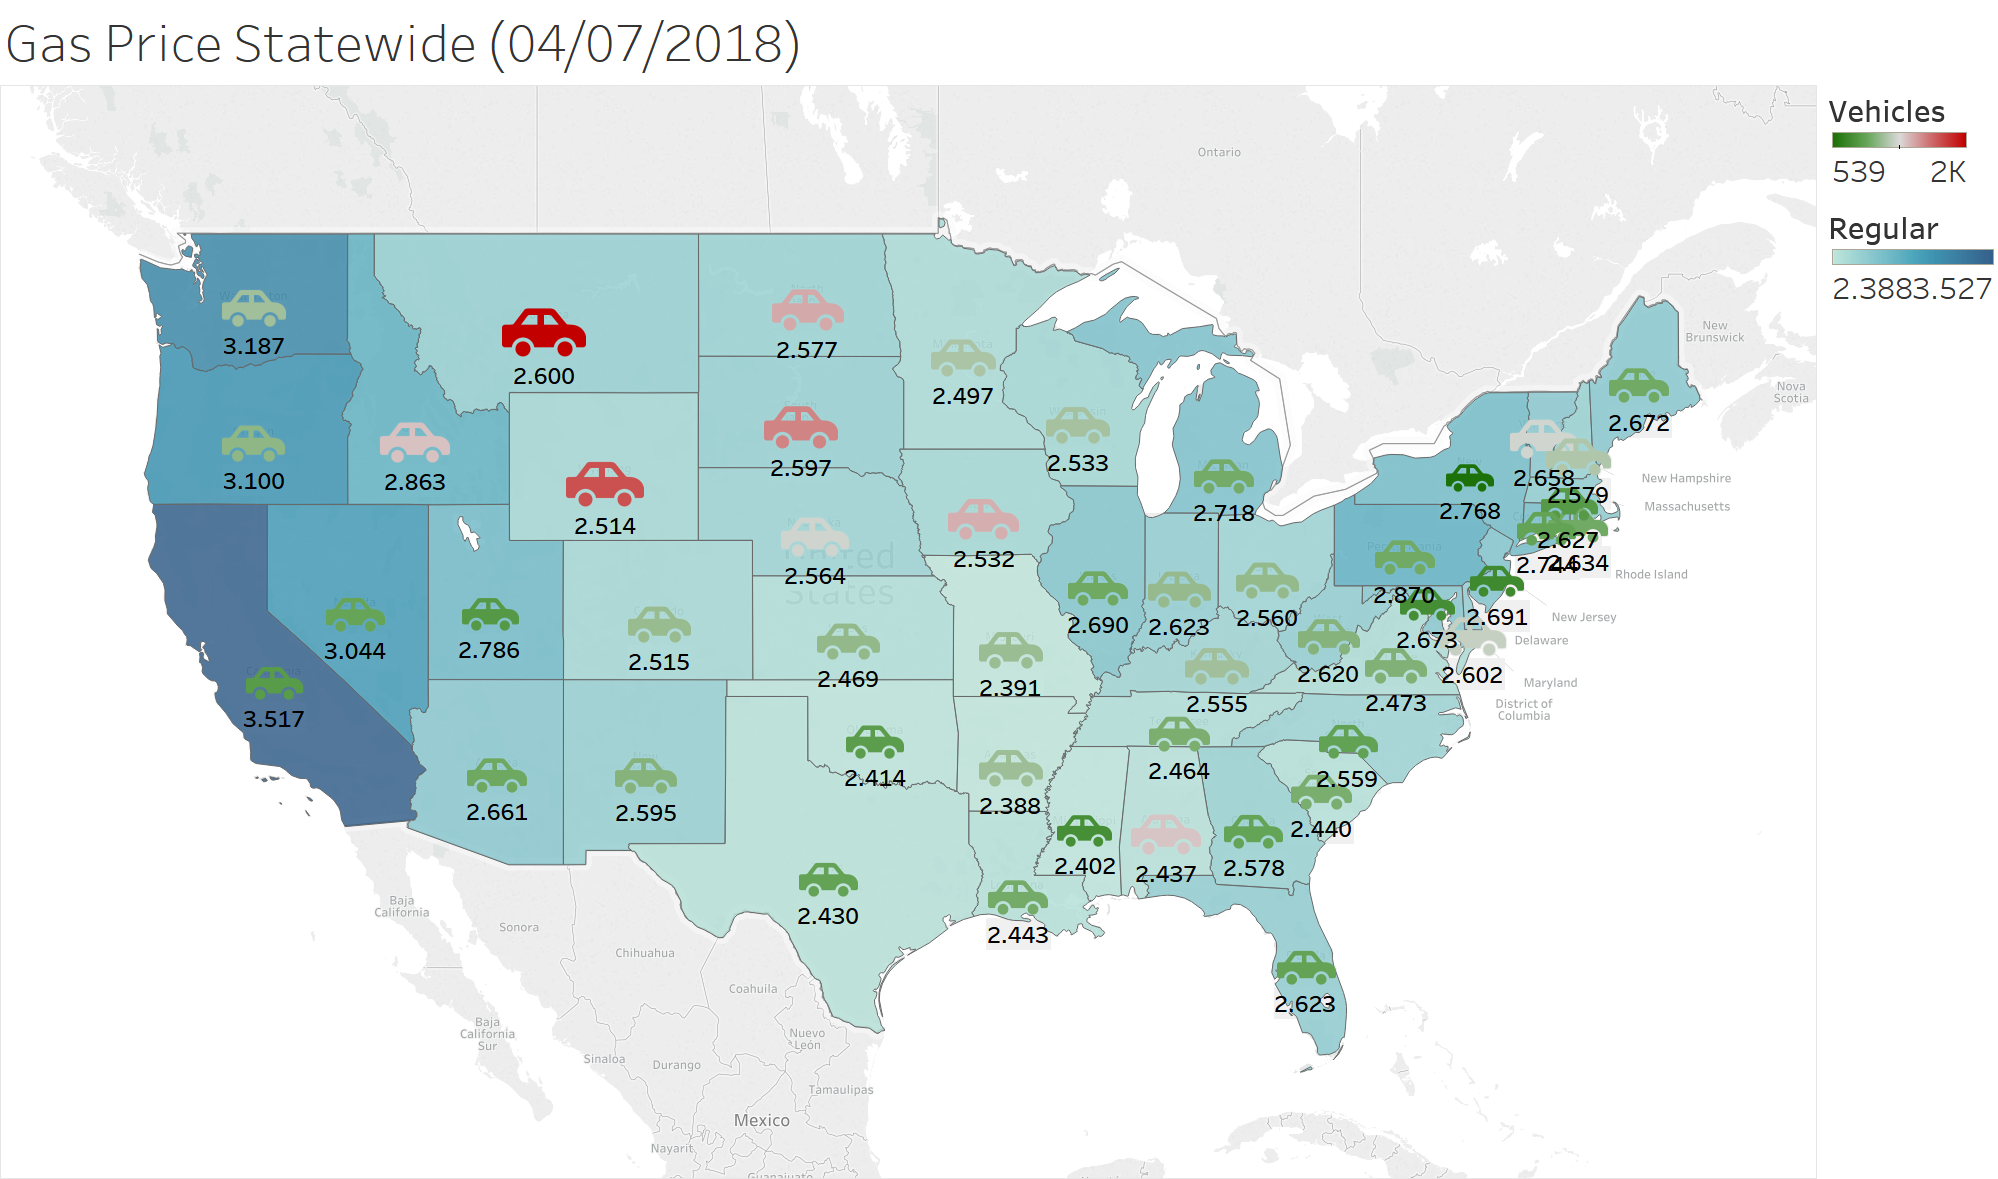 Gas Price Statewide (04/07/2018)
Vehicles
539 2K
Regular
2.3883.527
Ontario
New
Brunswick
Nova
Scotia
3.187
2.600
2.577
2.497
2.672
3.100
2.863
2.597
2.533
2.658
New Hampshire
2.579
Massachusetts
2.514
2.718
2.768
2.532
2.627
2.564
United
States
2.744
2.634
Rhode Island
2.870
2.691
New Jersey
3.044
2.786
2.515
2.469
2.690
2.623
2.560
2.673
Delaware
2.391
2.620
2.602
Maryland
3.517
2.555
2.473
District of
Columbia
2.661
2.595
2.414
2.388
2.464
2.559
2.440
2.402
2.437
2.578
2.430
2.443
2.623
Baja
California
Sonora
Chihuahua
Coahuila
Baja
California
Sur
Nuevo
León
Sinaloa
Durango
Tamaulipas
Mexico
Nayarit
Guanajuato